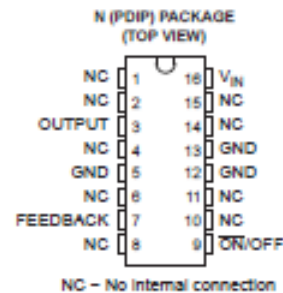 N (PDIP) PACKAGE
(TOP VIEW)
NC 1 16 VIN
NC 2 15 NC
OUTPUT 3 14 NC
NC 4 13 GND
GND 5 12 GND
NC 6 11 NC
FEEDBACK 7 10 NC
NC 8 9 O̅N̅/OFF
NC – No internal connection